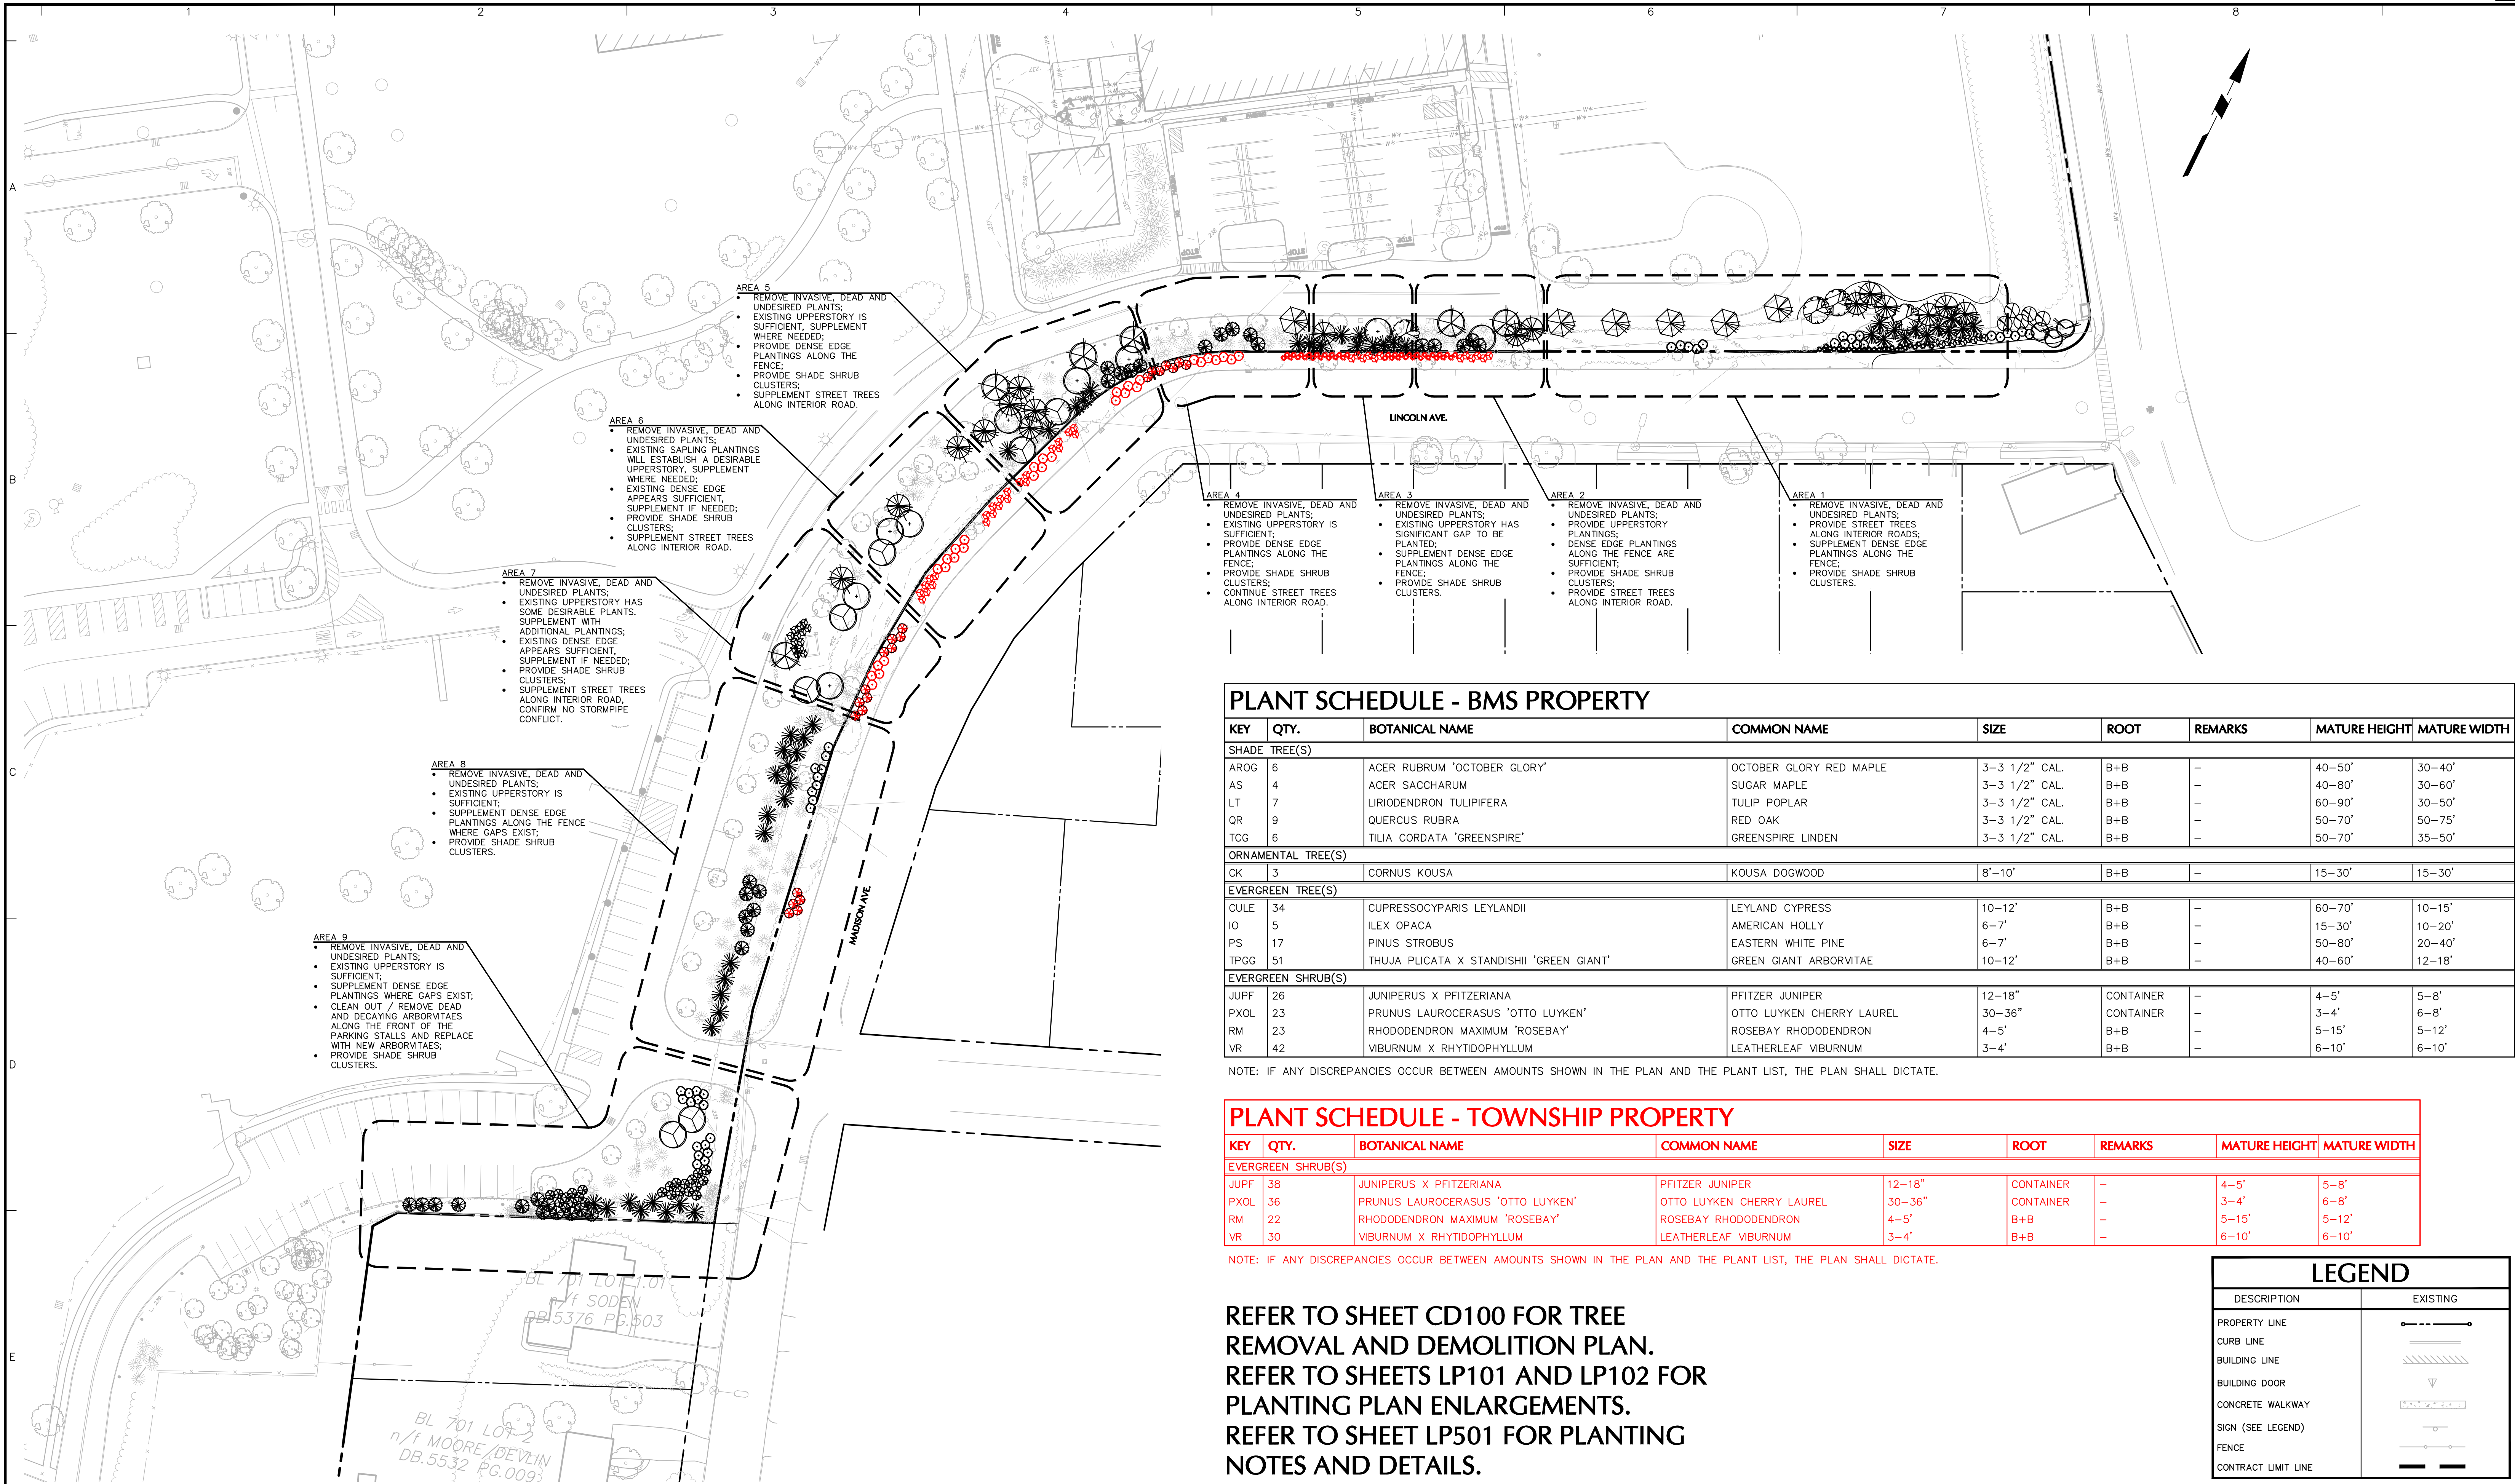 1 2 3 4 5 6 7 8
A
B
C
D
E
AREA 5
• REMOVE INVASIVE, DEAD AND
UNDESIRED PLANTS;
• EXISTING UPPERSTORY IS
SUFFICIENT, SUPPLEMENT
WHERE NEEDED;
• PROVIDE DENSE EDGE
PLANTINGS ALONG THE
FENCE;
• PROVIDE SHADE SHRUB
CLUSTERS;
• SUPPLEMENT STREET TREES
ALONG INTERIOR ROAD.
AREA 6
• REMOVE INVASIVE, DEAD AND
UNDESIRED PLANTS;
• EXISTING SAPLING PLANTINGS
WILL ESTABLISH A DESIRABLE
UPPERSTORY, SUPPLEMENT
WHERE NEEDED;
• EXISTING DENSE EDGE
APPEARS SUFFICIENT,
SUPPLEMENT IF NEEDED;
• PROVIDE SHADE SHRUB
CLUSTERS;
• SUPPLEMENT STREET TREES
ALONG INTERIOR ROAD.
AREA 7
• REMOVE INVASIVE, DEAD AND
UNDESIRED PLANTS;
• EXISTING UPPERSTORY HAS
SOME DESIRABLE PLANTS.
SUPPLEMENT WITH
ADDITIONAL PLANTINGS;
• EXISTING DENSE EDGE
APPEARS SUFFICIENT,
SUPPLEMENT IF NEEDED;
• PROVIDE SHADE SHRUB
CLUSTERS;
• SUPPLEMENT STREET TREES
ALONG INTERIOR ROAD,
CONFIRM NO STORMPIPE
CONFLICT.
AREA 8
• REMOVE INVASIVE, DEAD AND
UNDESIRED PLANTS;
• EXISTING UPPERSTORY IS
SUFFICIENT;
• SUPPLEMENT DENSE EDGE
PLANTINGS ALONG THE FENCE
WHERE GAPS EXIST;
• PROVIDE SHADE SHRUB
CLUSTERS.
AREA 9
• REMOVE INVASIVE, DEAD AND
UNDESIRED PLANTS;
• EXISTING UPPERSTORY IS
SUFFICIENT;
• SUPPLEMENT DENSE EDGE
PLANTINGS WHERE GAPS EXIST;
• CLEAN OUT / REMOVE DEAD
AND DECAYING ARBORVITAES
ALONG THE FRONT OF THE
PARKING STALLS AND REPLACE
WITH NEW ARBORVITAES;
• PROVIDE SHADE SHRUB
CLUSTERS.
NO PARKING
NO PARKING
STOP
STOP
STOP
STOP
LINCOLN AVE.
MADISON AVE.
AREA 4
• REMOVE INVASIVE, DEAD AND
UNDESIRED PLANTS;
• EXISTING UPPERSTORY IS
SUFFICIENT;
• PROVIDE DENSE EDGE
PLANTINGS ALONG THE
FENCE;
• PROVIDE SHADE SHRUB
CLUSTERS;
• CONTINUE STREET TREES
ALONG INTERIOR ROAD.
AREA 3
• REMOVE INVASIVE, DEAD AND
UNDESIRED PLANTS;
• EXISTING UPPERSTORY HAS
SIGNIFICANT GAP TO BE
PLANTED;
• SUPPLEMENT DENSE EDGE
PLANTINGS ALONG THE
FENCE;
• PROVIDE SHADE SHRUB
CLUSTERS.
AREA 2
• REMOVE INVASIVE, DEAD AND
UNDESIRED PLANTS;
• PROVIDE UPPERSTORY
PLANTINGS;
• DENSE EDGE PLANTINGS
ALONG THE FENCE ARE
SUFFICIENT;
• PROVIDE SHADE SHRUB
CLUSTERS;
• PROVIDE STREET TREES
ALONG INTERIOR ROAD.
AREA 1
• REMOVE INVASIVE, DEAD AND
UNDESIRED PLANTS;
• PROVIDE STREET TREES
ALONG INTERIOR ROADS;
• SUPPLEMENT DENSE EDGE
PLANTINGS ALONG THE
FENCE;
• PROVIDE SHADE SHRUB
CLUSTERS.
PLANT SCHEDULE - BMS PROPERTY
KEY QTY. BOTANICAL NAME COMMON NAME SIZE ROOT REMARKS MATURE HEIGHT MATURE WIDTH
SHADE TREE(S)
AROG 6 ACER RUBRUM 'OCTOBER GLORY' OCTOBER GLORY RED MAPLE 3-3 1/2" CAL. B+B - 40-50' 30-40'
AS 4 ACER SACCHARUM SUGAR MAPLE 3-3 1/2" CAL. B+B - 40-80' 30-60'
LT 7 LIRIODENDRON TULIPIFERA TULIP POPLAR 3-3 1/2" CAL. B+B - 60-90' 30-50'
QR 9 QUERCUS RUBRA RED OAK 3-3 1/2" CAL. B+B - 50-70' 50-75'
TCG 6 TILIA CORDATA 'GREENSPIRE' GREENSPIRE LINDEN 3-3 1/2" CAL. B+B - 50-70' 35-50'
ORNAMENTAL TREE(S)
CK 3 CORNUS KOUSA KOUSA DOGWOOD 8'-10' B+B - 15-30' 15-30'
EVERGREEN TREE(S)
CULE 34 CUPRESSOCYPARIS LEYLANDII LEYLAND CYPRESS 10-12' B+B - 60-70' 10-15'
IO 5 ILEX OPACA AMERICAN HOLLY 6-7' B+B - 15-30' 10-20'
PS 17 PINUS STROBUS EASTERN WHITE PINE 6-7' B+B - 50-80' 20-40'
TPGG 51 THUJA PLICATA X STANDISHII 'GREEN GIANT' GREEN GIANT ARBORVITAE 10-12' B+B - 40-60' 12-18'
EVERGREEN SHRUB(S)
JUPF 26 JUNIPERUS X PFITZERIANA PFITZER JUNIPER 12-18" CONTAINER - 4-5' 5-8'
PXOL 23 PRUNUS LAUROCERASUS 'OTTO LUYKEN' OTTO LUYKEN CHERRY LAUREL 30-36" CONTAINER - 3-4' 6-8'
RM 23 RHODODENDRON MAXIMUM 'ROSEBAY' ROSEBAY RHODODENDRON 4-5' B+B - 5-15' 5-12'
VR 42 VIBURNUM X RHYTIDOPHYLLUM LEATHERLEAF VIBURNUM 3-4' B+B - 6-10' 6-10'
NOTE: IF ANY DISCREPANCIES OCCUR BETWEEN AMOUNTS SHOWN IN THE PLAN AND THE PLANT LIST, THE PLAN SHALL DICTATE.
PLANT SCHEDULE - TOWNSHIP PROPERTY
KEY QTY. BOTANICAL NAME COMMON NAME SIZE ROOT REMARKS MATURE HEIGHT MATURE WIDTH
EVERGREEN SHRUB(S)
JUPF 38 JUNIPERUS X PFITZERIANA PFITZER JUNIPER 12-18" CONTAINER - 4-5' 5-8'
PXOL 36 PRUNUS LAUROCERASUS 'OTTO LUYKEN' OTTO LUYKEN CHERRY LAUREL 30-36" CONTAINER - 3-4' 6-8'
RM 22 RHODODENDRON MAXIMUM 'ROSEBAY' ROSEBAY RHODODENDRON 4-5' B+B - 5-15' 5-12'
VR 30 VIBURNUM X RHYTIDOPHYLLUM LEATHERLEAF VIBURNUM 3-4' B+B - 6-10' 6-10'
NOTE: IF ANY DISCREPANCIES OCCUR BETWEEN AMOUNTS SHOWN IN THE PLAN AND THE PLANT LIST, THE PLAN SHALL DICTATE.
BL 701 LOT 1.01
n/f SODEN
DB.5376 PG.503
BL 701 LOT 2
n/f MOORE/DEVLIN
DB.5532 PG.009
REFER TO SHEET CD100 FOR TREE
REMOVAL AND DEMOLITION PLAN.
REFER TO SHEETS LP101 AND LP102 FOR
PLANTING PLAN ENLARGEMENTS.
REFER TO SHEET LP501 FOR PLANTING
NOTES AND DETAILS.
LEGEND
DESCRIPTION EXISTING
PROPERTY LINE
CURB LINE
BUILDING LINE
BUILDING DOOR
CONCRETE WALKWAY
SIGN (SEE LEGEND)
FENCE
CONTRACT LIMIT LINE